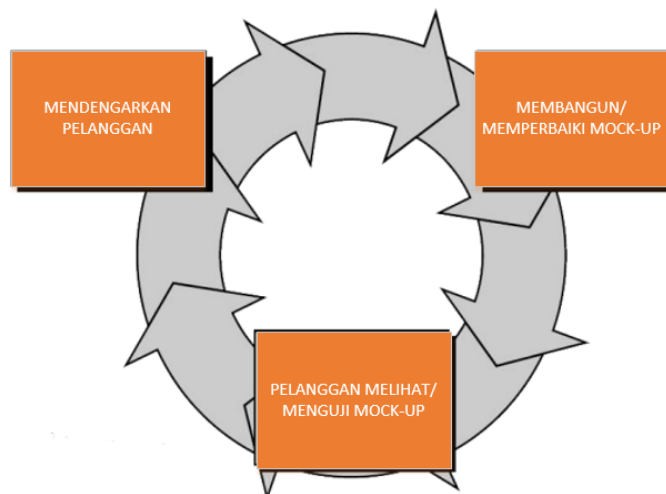 MENDENGARKAN
PELANGGAN
MEMBANGUN/
MEMPERBAIKI MOCK-UP
PELANGGAN MELIHAT/
MENGUJI MOCK-UP